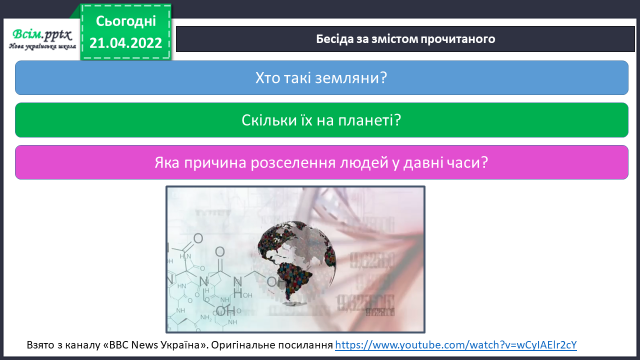 Всім.pptx
Нова українська школа
Сьогодні
21.04.2022
Бесіда за змістом прочитаного
Хто такі земляни?
Скільки їх на планеті?
Яка причина розселення людей у давні часи?
O
N
H
OH
Взято з каналу «BBC News Україна». Оригінальне посилання https://www.youtube.com/watch?v=wCyIAEIr2cY